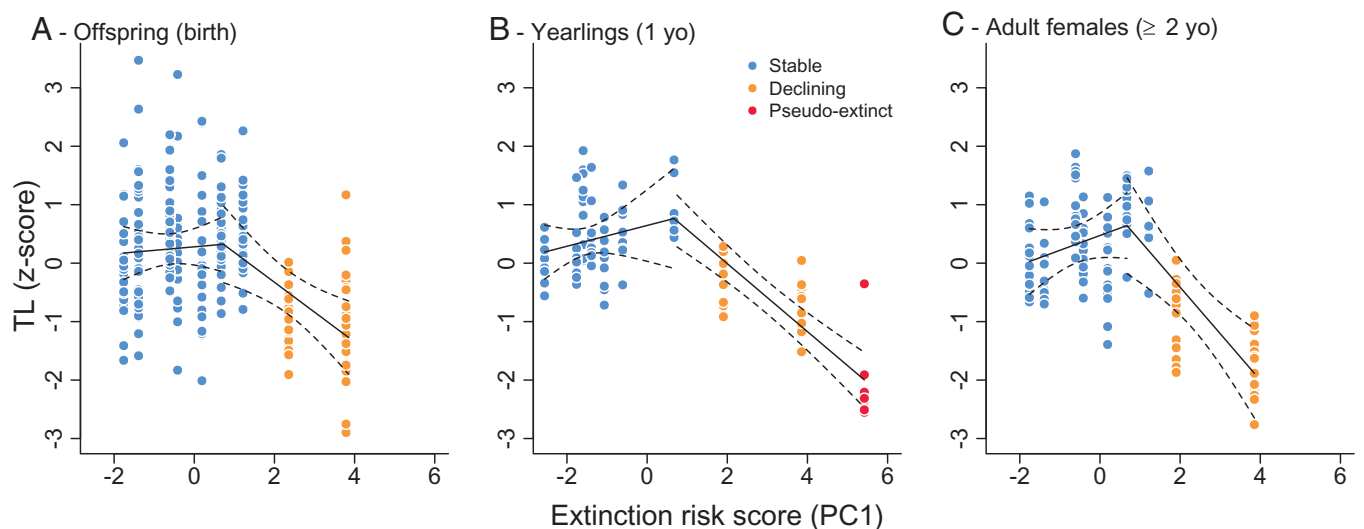 A - Offspring (birth)
B - Yearlings (1 yo)
C - Adult females (≥ 2 yo)
Stable
Declining
Pseudo-extinct
TL (z-score)
3
2
1
0
-1
-2
-3
-2 0 2 4 6
3
2
1
0
-1
-2
-3
-2 0 2 4 6
3
2
1
0
-1
-2
-3
-2 0 2 4 6
Extinction risk score (PC1)